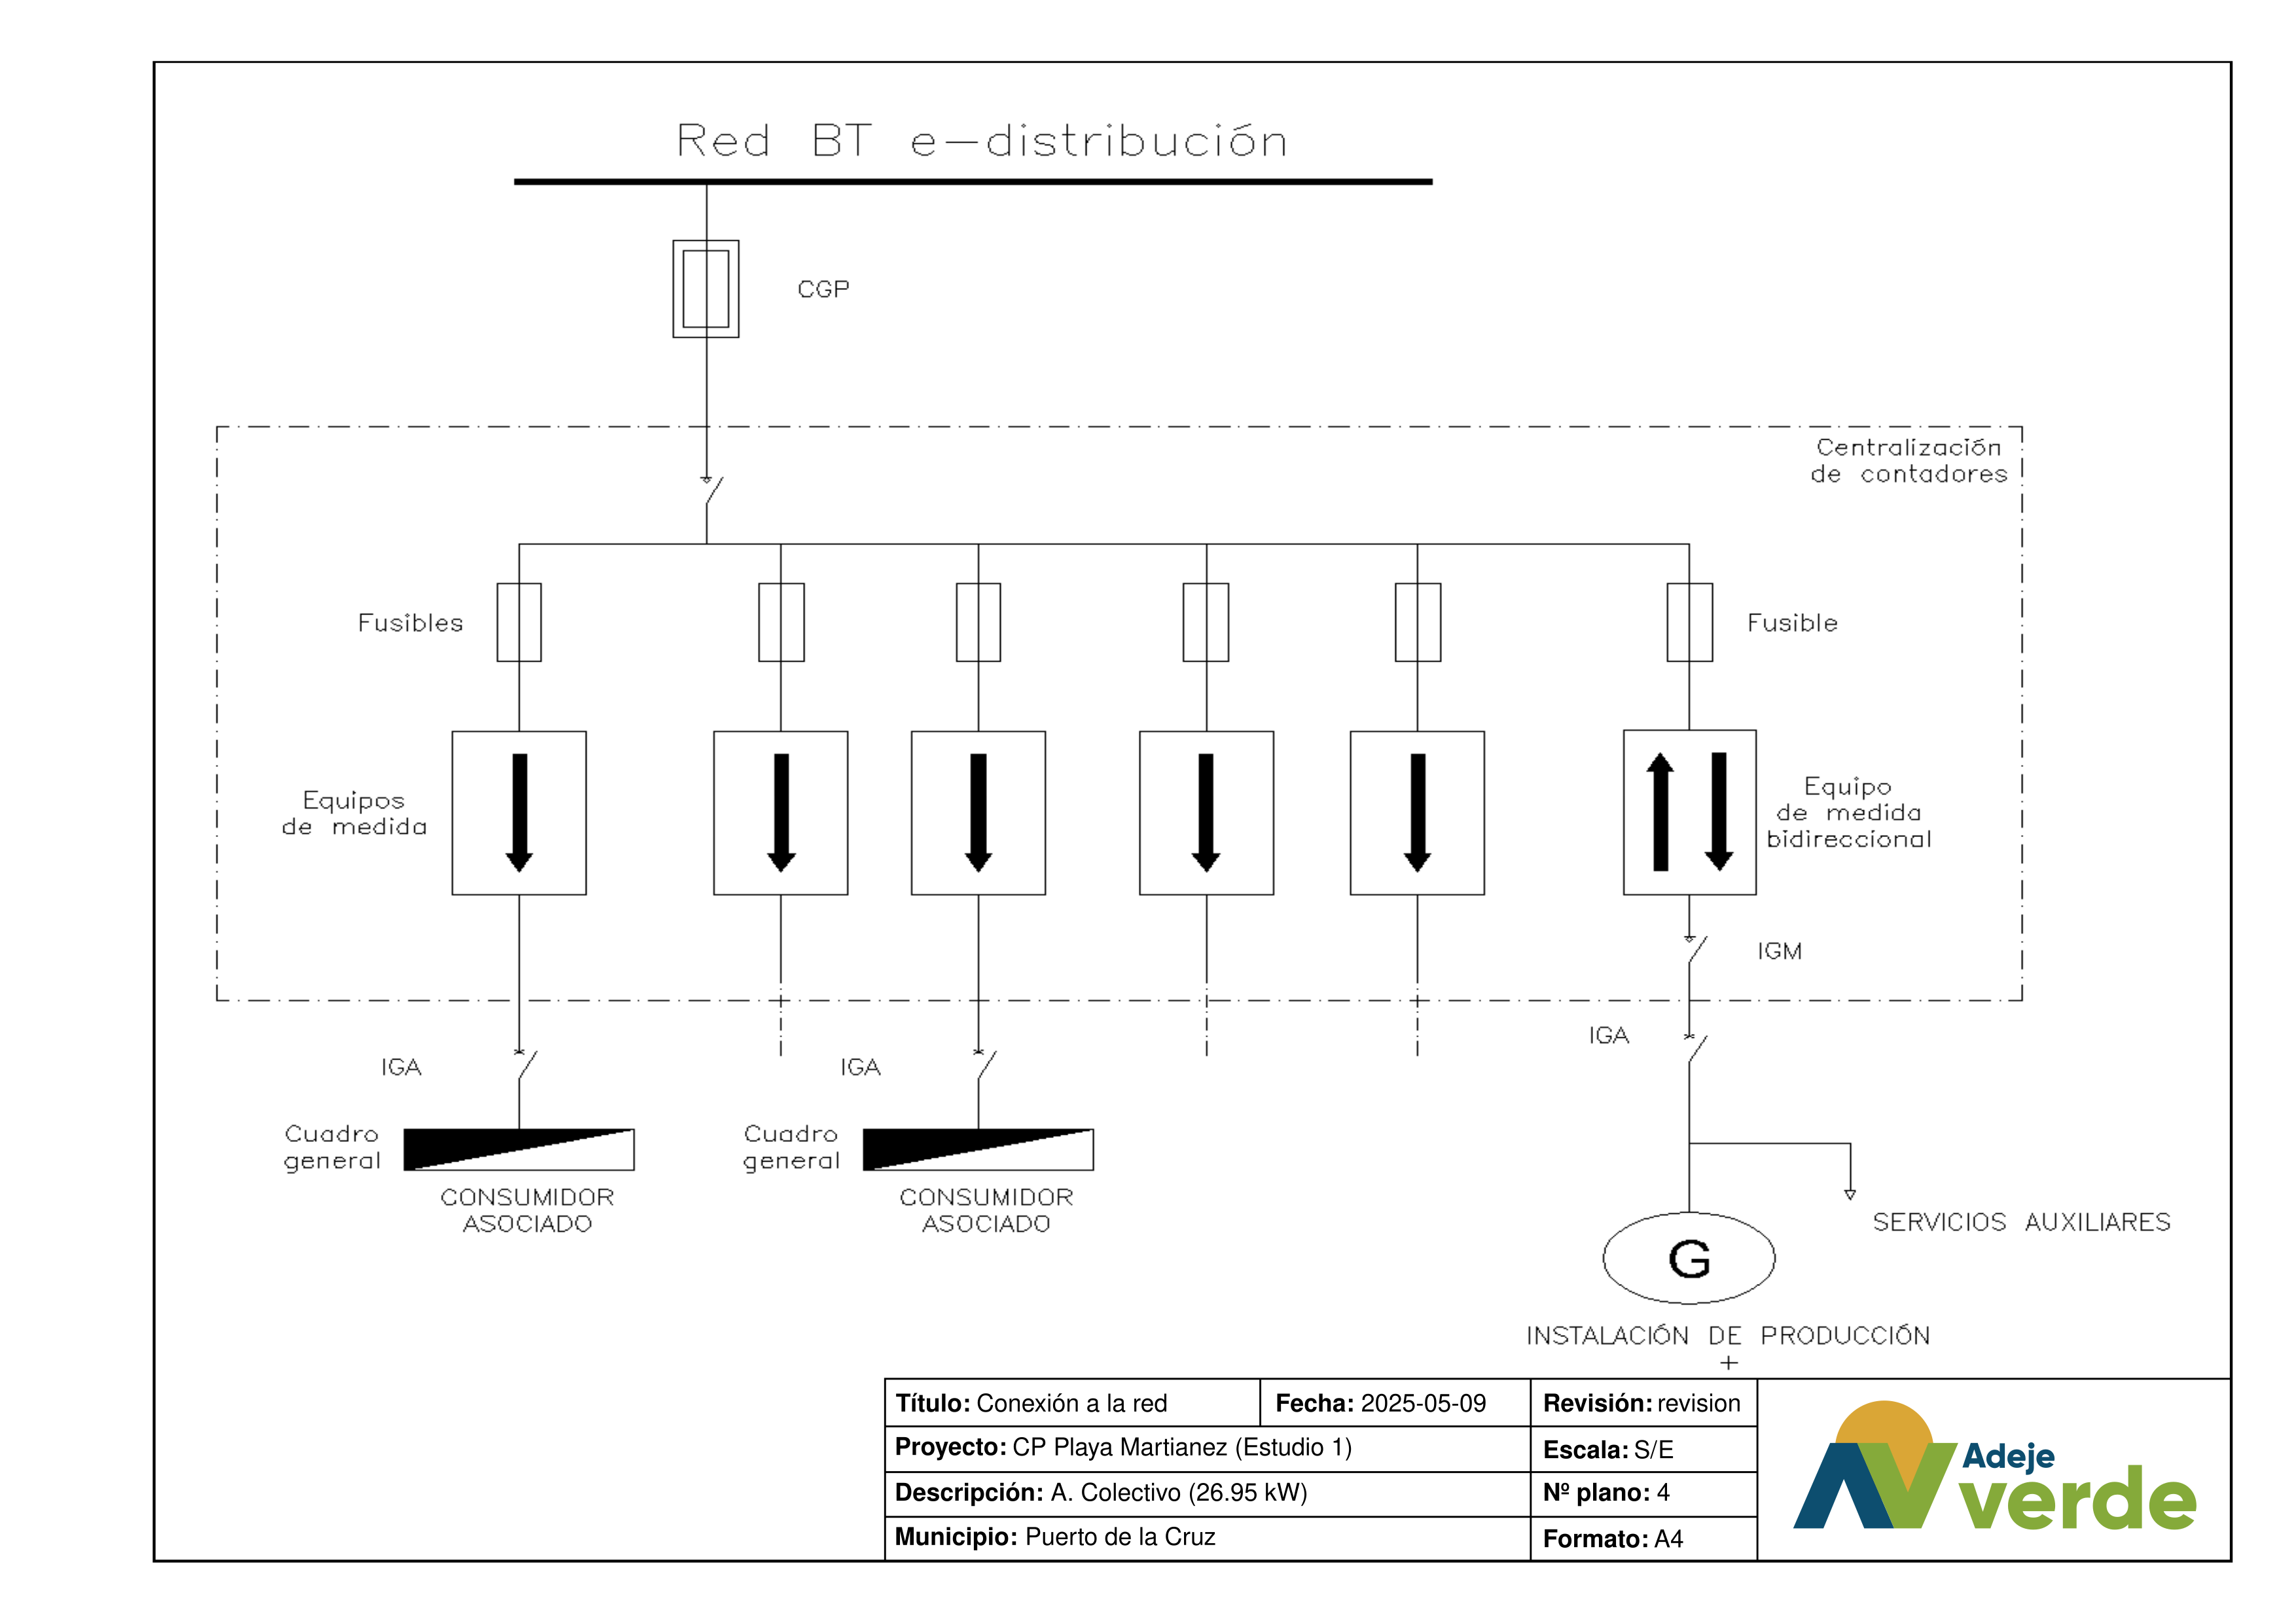 Red BT e-distribución
CGP
Centralización
de contadores
Fusibles
Fusible
Equipos
de medida
Equipo
de medida
bidireccional
IGM
IGA
IGA
IGA
Cuadro
general
Cuadro
general
CONSUMIDOR
ASOCIADO
CONSUMIDOR
ASOCIADO
SERVICIOS AUXILIARES
G
INSTALACIÓN DE PRODUCCIÓN
+
Título: Conexión a la red
Fecha: 2025-05-09
Revisión: revision
Proyecto: CP Playa Martianez (Estudio 1)
Escala: S/E
Descripción: A. Colectivo (26.95 kW)
Nº plano: 4
Municipio: Puerto de la Cruz
Formato: A4
Adeje
verde